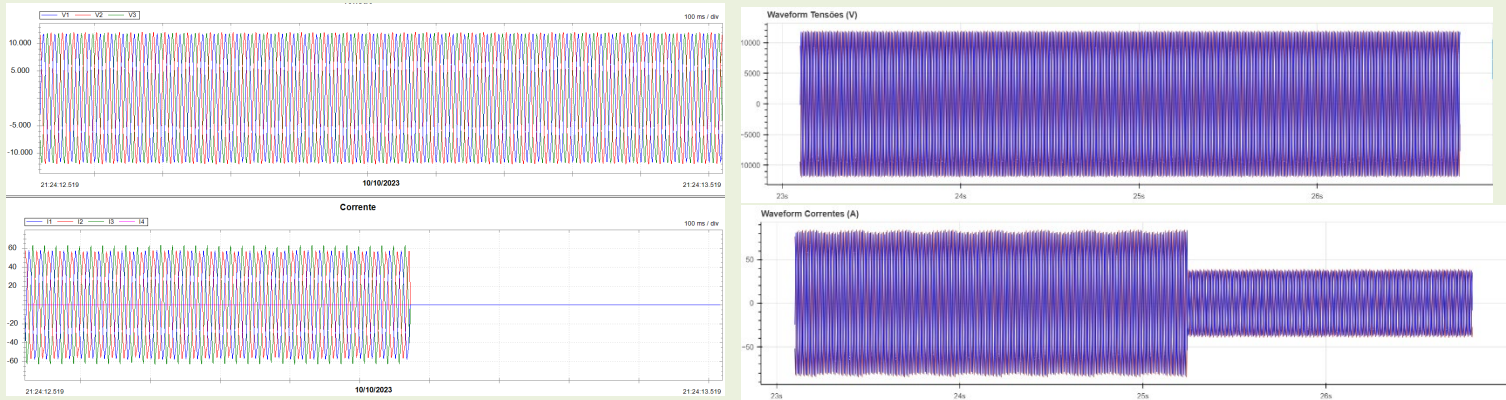 V1 V2 V3
100 ms / div
10.000
5.000
-5.000
-10.000
21:24:12.519
10/10/2023
21:24:13.519
Corrente
I1 I2 I3 I4
100 ms / div
60
40
20
-20
-40
-60
21:24:12.519
10/10/2023
21:24:13.519
Waveform Tensões (V)
10000
5000
0
-5000
-10000
23s
24s
25s
26s
Waveform Correntes (A)
50
0
-50
23s
24s
25s
26s